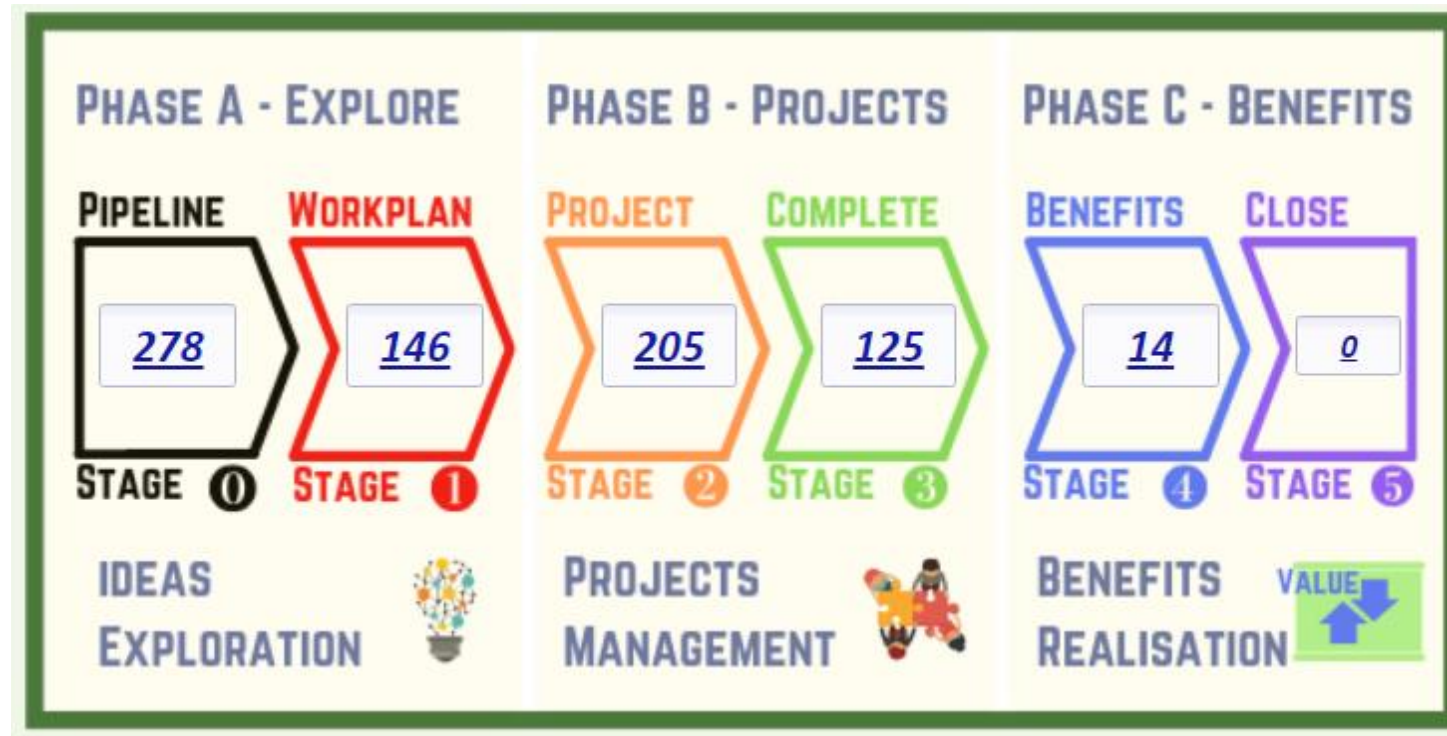 PHASE A - EXPLORE
PIPELINE
WORKPLAN
278
146
STAGE 0
STAGE 1
IDEAS
EXPLORATION
PHASE B - PROJECTS
PROJECT
COMPLETE
205
125
STAGE 2
STAGE 3
PROJECTS
MANAGEMENT
PHASE C - BENEFITS
BENEFITS
CLOSE
14
0
STAGE 4
STAGE 5
BENEFITS
REALISATION
VALUE